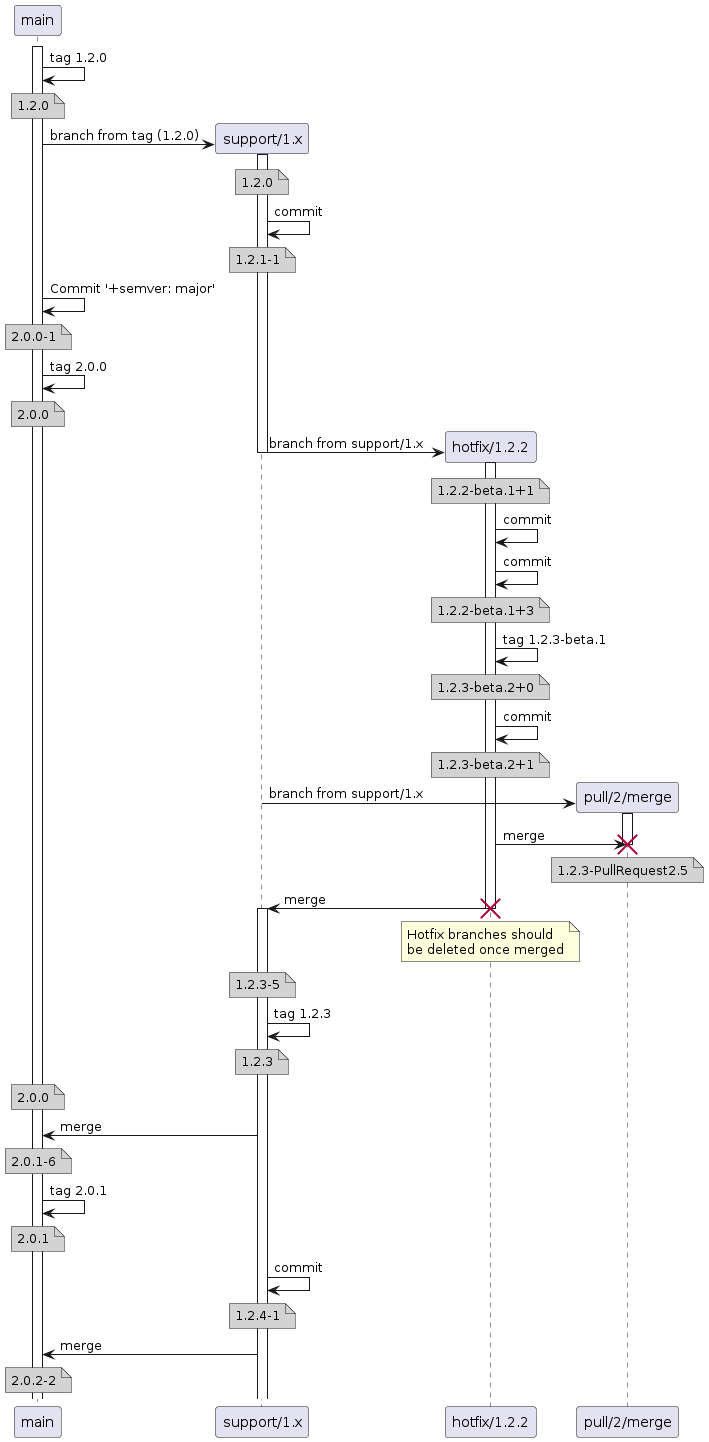 main
tag 1.2.0
1.2.0
branch from tag (1.2.0)
support/1.x
1.2.0
commit
1.2.1-1
Commit '+semver: major'
2.0.0-1
tag 2.0.0
2.0.0
branch from support/1.x
hotfix/1.2.2
1.2.2-beta.1+1
commit
commit
1.2.2-beta.1+3
tag 1.2.3-beta.1
1.2.3-beta.2+0
commit
1.2.3-beta.2+1
branch from support/1.x
pull/2/merge
merge
1.2.3-PullRequest2.5
merge
Hotfix branches should
be deleted once merged
1.2.3-5
tag 1.2.3
1.2.3
2.0.0
merge
2.0.1-6
tag 2.0.1
2.0.1
commit
1.2.4-1
merge
2.0.2-2
main
support/1.x
hotfix/1.2.2
pull/2/merge